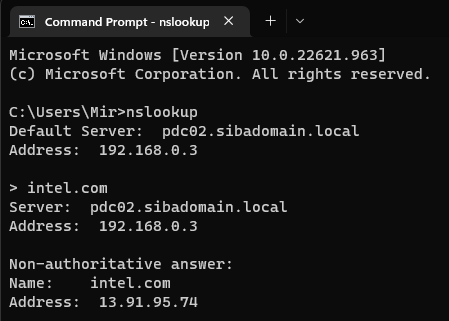 Command Prompt - nslookup
Microsoft Windows [Version 10.0.22621.963]
(c) Microsoft Corporation. All rights reserved.
C:\Users\Mir>nslookup
Default Server:  pdc02.sibadomain.local
Address:  192.168.0.3
> intel.com
Server:  pdc02.sibadomain.local
Address:  192.168.0.3
Non-authoritative answer:
Name:    intel.com
Address:  13.91.95.74